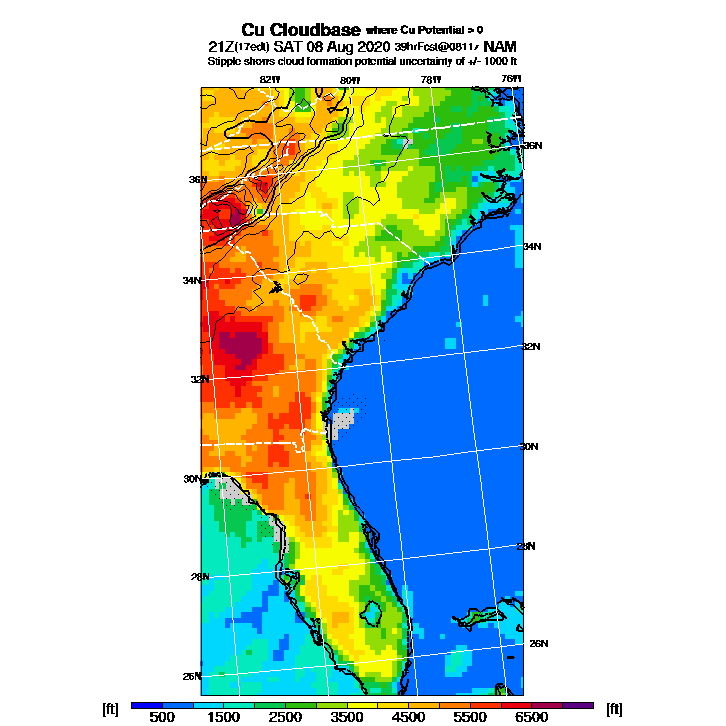 Cu Cloudbase where Cu Potential > 0
21Z(17edt) SAT 08 Aug 2020 39hrFcst@0811z NAM
Stipple shows cloud formation potential uncertainty of +/- 1000 ft
82W 80W 78W 76W
36N
36N
34N
34N
32N
32N
30N
30N
28N
28N
26N
26N
[ft] 500 1500 2500 3500 4500 5500 6500 [ft]